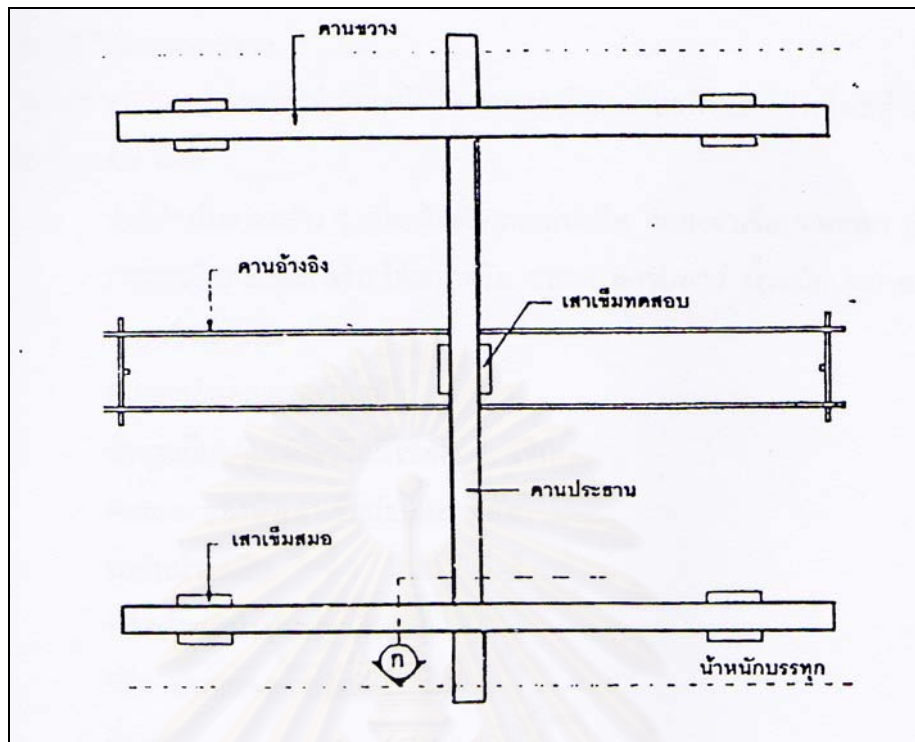 คานขวาง
คานอ้างอิง
เสาเข็มทดสอบ
คานประธาน
เสาเข็มสมอ
ก
น้ำหนักบรรทุก